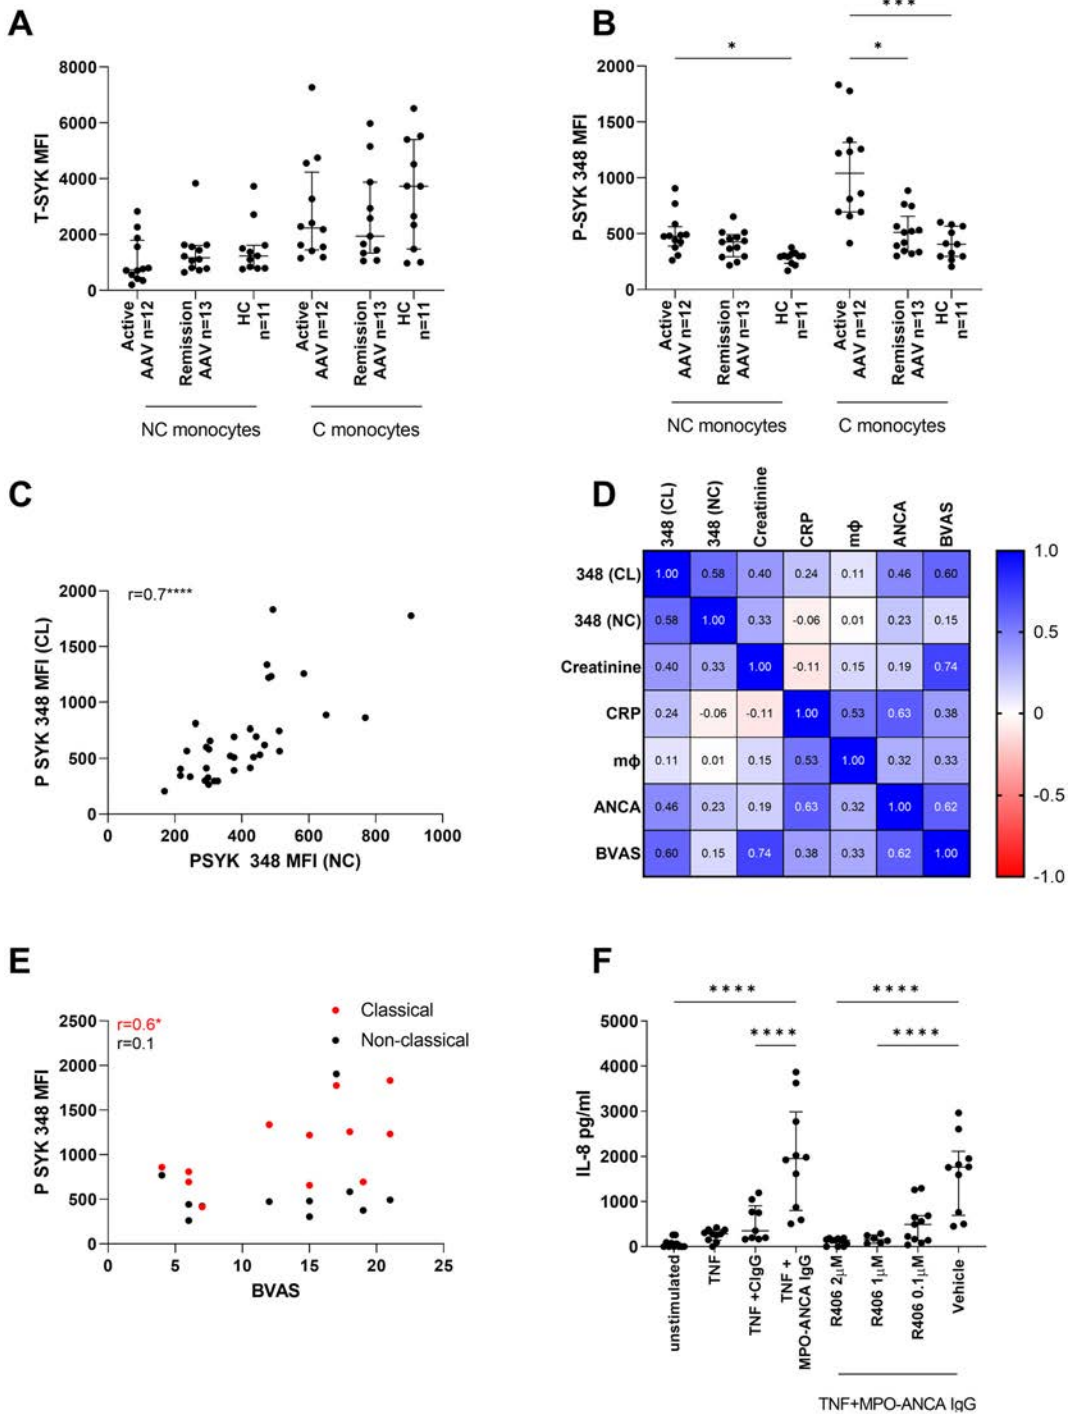 A
T-SYK MFI
8000
6000
4000
2000
0
Active
AAV n=12
Remission
AAV n=13
HC
n=11
Active
AAV n=12
Remission
AAV n=13
HC
n=11
NC monocytes
C monocytes
B
P-SYK 348 MFI
***
*
*
2000
1500
1000
500
0
Active
AAV n=12
Remission
AAV n=13
HC
n=11
Active
AAV n=12
Remission
AAV n=13
HC
n=11
NC monocytes
C monocytes
C
P SYK 348 MFI (CL)
r=0.7****
2000
1500
1000
500
0
0 200 400 600 800 1000
PSYK 348 MFI (NC)
D
348 (CL) 348 (NC) Creatinine CRP mϕ ANCA BVAS
348 (CL) 1.00 0.58 0.40 0.24 0.11 0.46 0.60
348 (NC) 0.58 1.00 0.33 -0.06 0.01 0.23 0.15
Creatinine 0.40 0.33 1.00 -0.11 0.15 0.19 0.74
CRP 0.24 -0.06 -0.11 1.00 0.53 0.63 0.38
mϕ 0.11 0.01 0.15 0.53 1.00 0.32 0.33
ANCA 0.46 0.23 0.19 0.63 0.32 1.00 0.62
BVAS 0.60 0.15 0.74 0.38 0.33 0.62 1.00
1.0
0.5
0
-0.5
-1.0
E
P SYK 348 MFI
r=0.6*
r=0.1
Classical
Non-classical
2500
2000
1500
1000
500
0
0 5 10 15 20 25
BVAS
F
IL-8 pg/ml
**** ****
**** ****
5000
4000
3000
2000
1000
0
unstimulated
TNF
TNF +CIgG
TNF +
MPO-ANCA IgG
R406 2μM
R406 1μM
R406 0.1μM
Vehicle
TNF+MPO-ANCA IgG